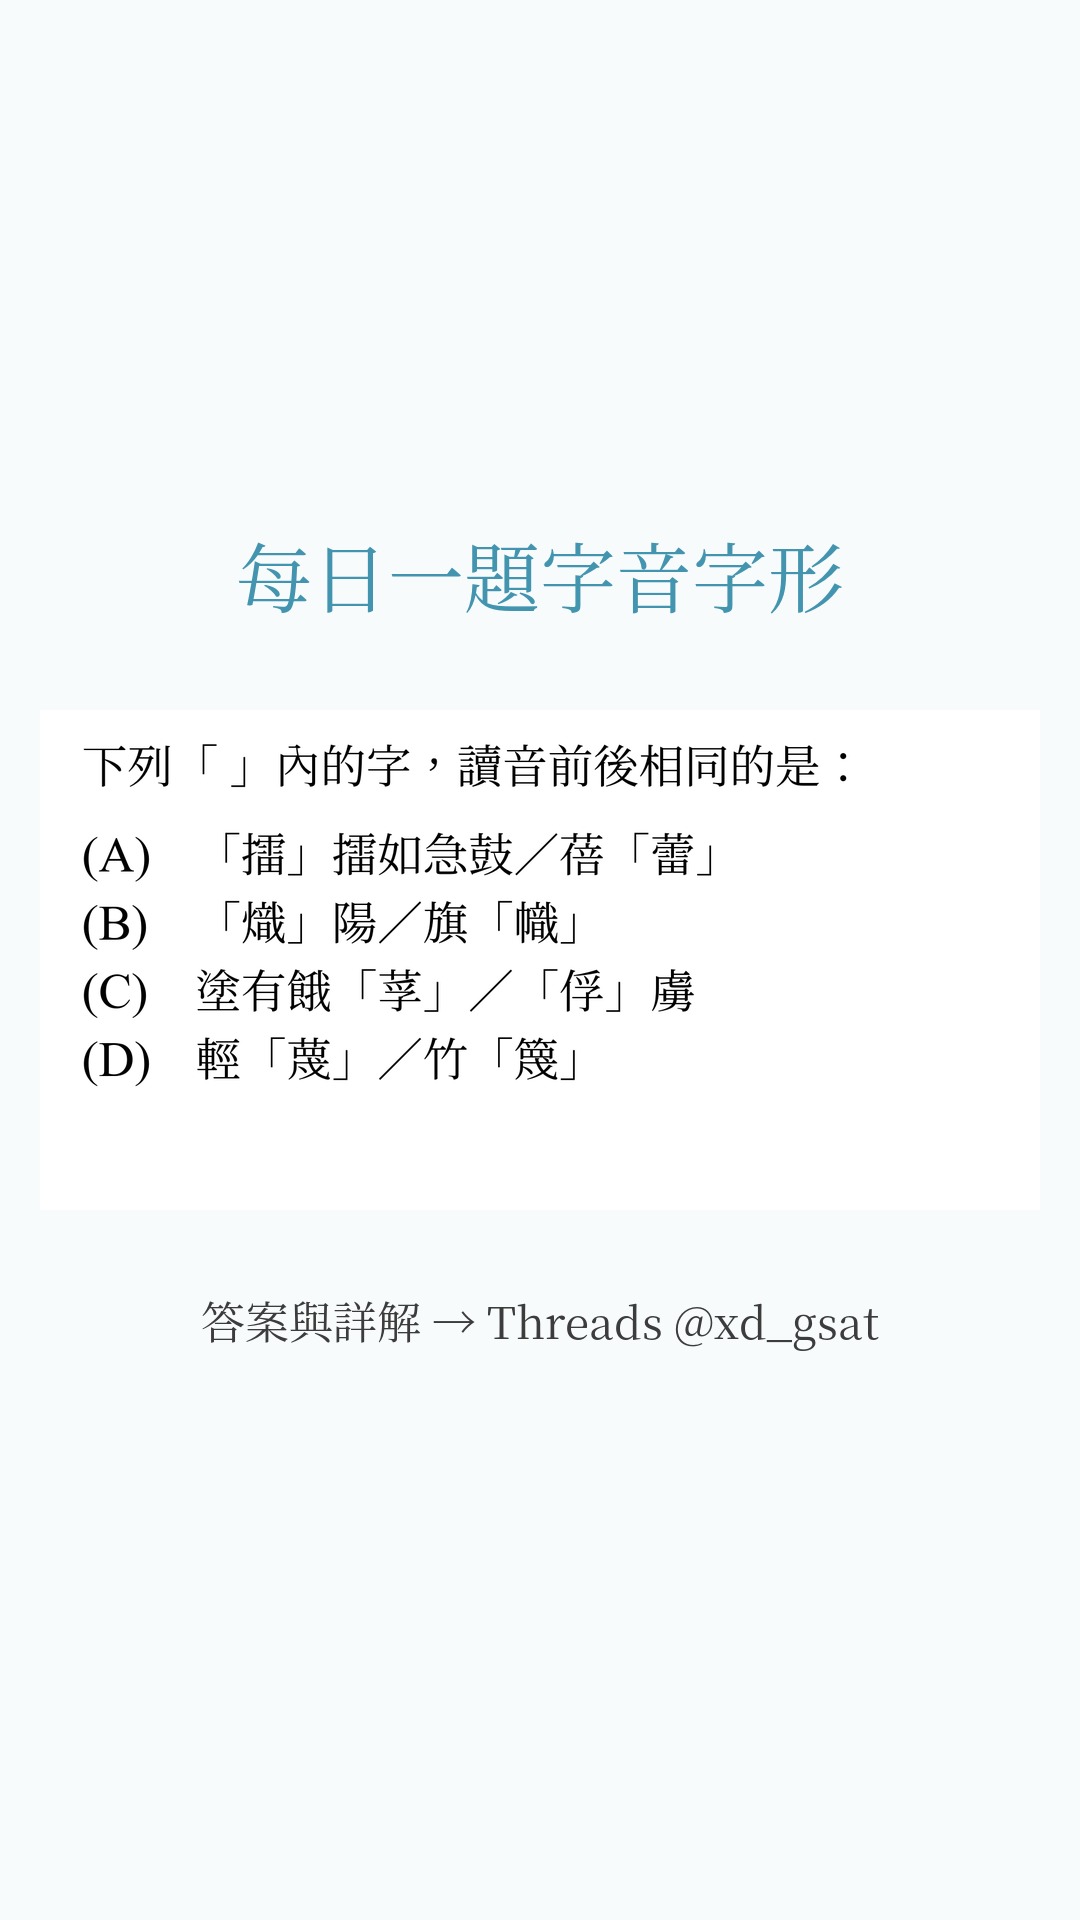 每日一題字音字形
下列「 」內的字，讀音前後相同的是：
(A) 「擂」擂如急鼓／蓓「蕾」
(B) 「熾」陽／旗「幟」
(C) 塗有餓「莩」／「俘」虜
(D) 輕「蔑」／竹「篾」
答案與詳解 → Threads @xd_gsat